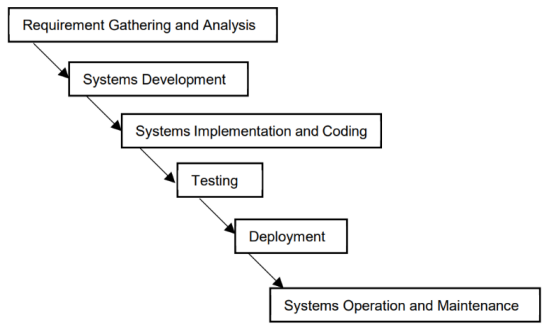 Requirement Gathering and Analysis
Systems Development
Systems Implementation and Coding
Testing
Deployment
Systems Operation and Maintenance